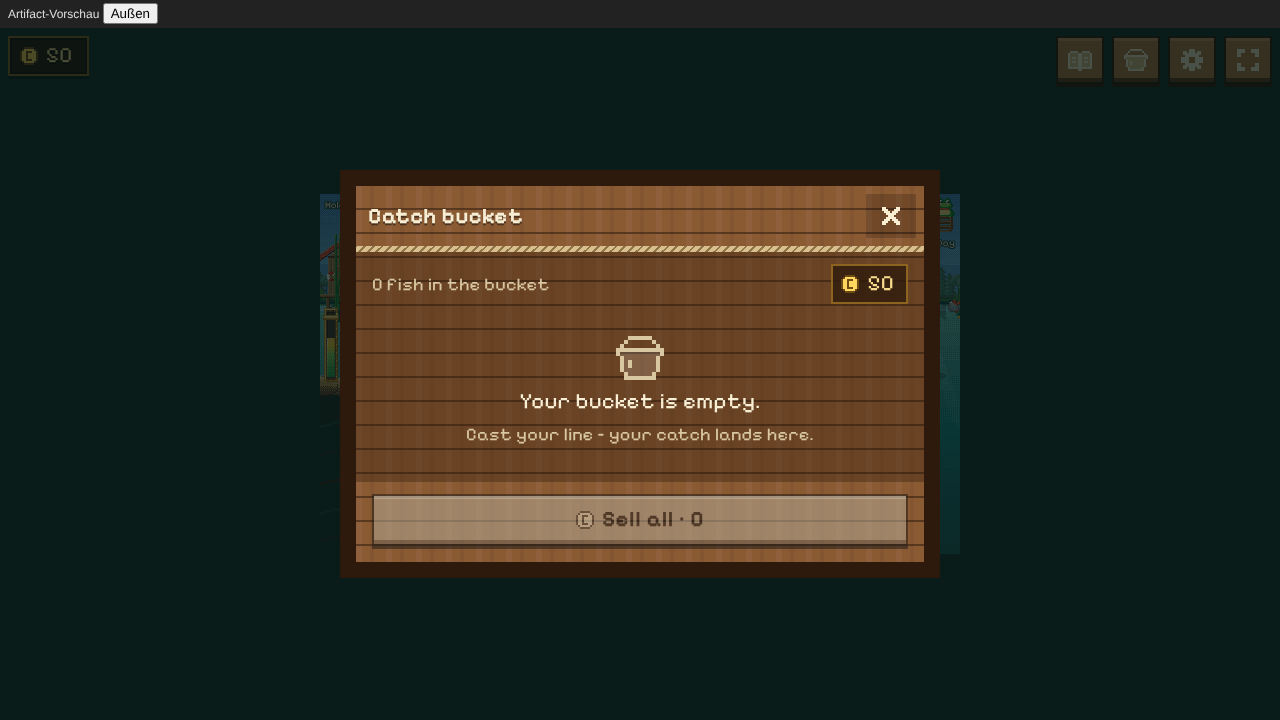 Artifact-Vorschau Außen
C 80
Catch bucket
0 fish in the bucket
C 80
Your bucket is empty.
Cast your line - your catch lands here.
C Sell all · 0